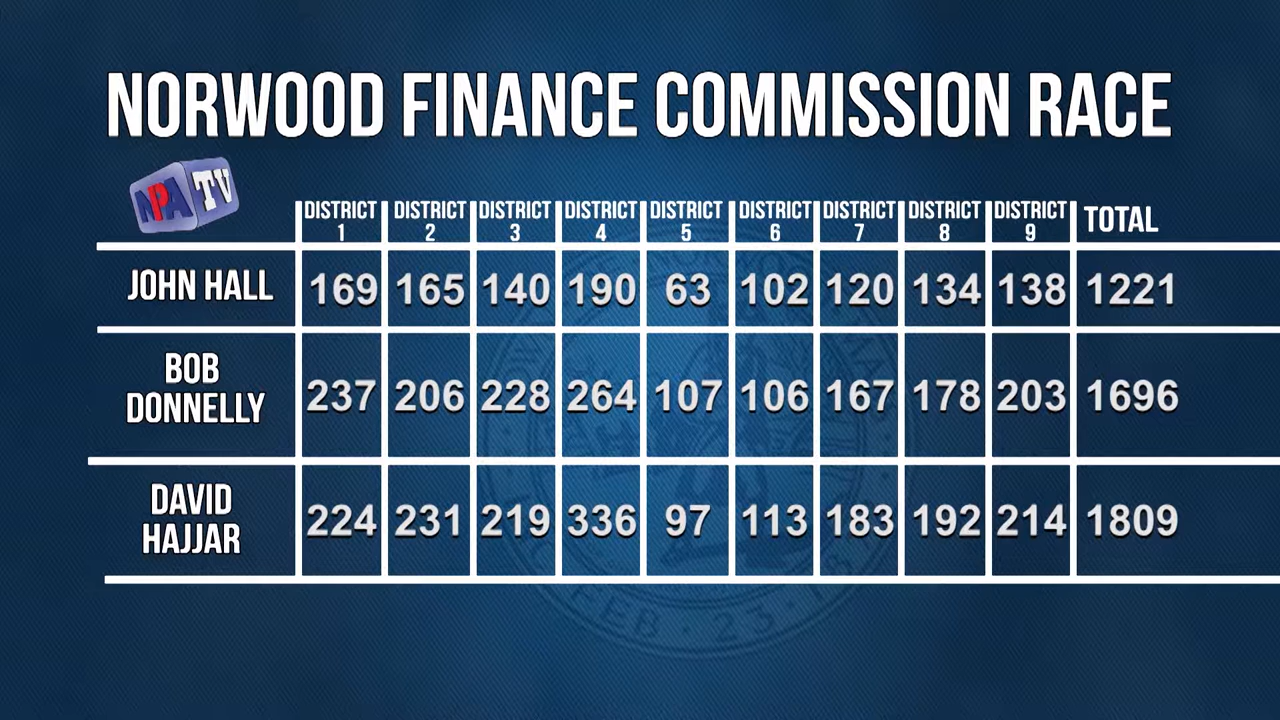 NORWOOD FINANCE COMMISSION RACE
NPA TV
DISTRICT 1 DISTRICT 2 DISTRICT 3 DISTRICT 4 DISTRICT 5 DISTRICT 6 DISTRICT 7 DISTRICT 8 DISTRICT 9 TOTAL
JOHN HALL 169 165 140 190 63 102 120 134 138 1221
BOB
DONNELLY 237 206 228 264 107 106 167 178 203 1696
DAVID
HAJJAR 224 231 219 336 97 113 183 192 214 1809
FEB · 23 ·